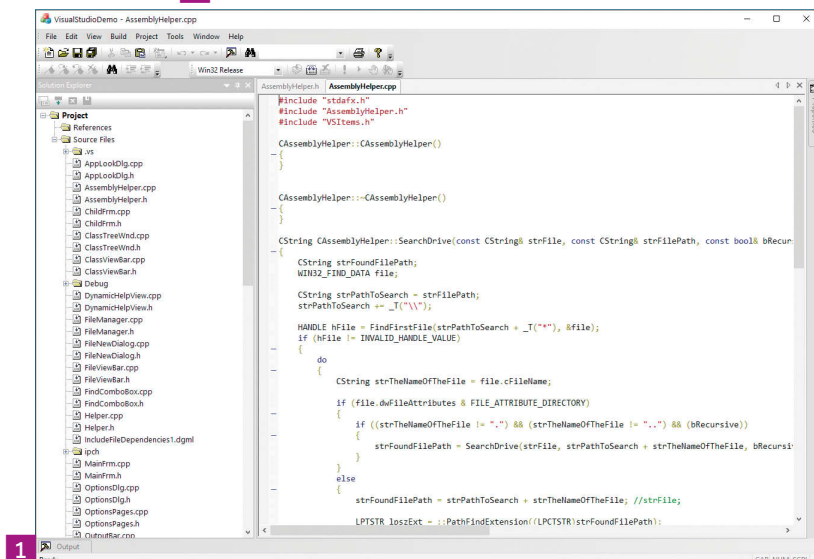 VisualStudioDemo - AssemblyHelper.cpp
File Edit View Build Project Tools Window Help
Win32 Release
Solution Explorer
AssemblyHelper.h AssemblyHelper.cpp
Project
References
Source Files
.vs
AppLookDlg.cpp
AppLookDlg.h
AssemblyHelper.cpp
AssemblyHelper.h
ChildFrm.cpp
ChildFrm.h
ClassTreeWnd.cpp
ClassTreeWnd.h
ClassViewBar.cpp
ClassViewBar.h
Debug
DynamicHelpView.cpp
DynamicHelpView.h
FileManager.cpp
FileManager.h
FileNewDialog.cpp
FileNewDialog.h
FileViewBar.cpp
FileViewBar.h
FindComboBox.cpp
FindComboBox.h
Helper.cpp
Helper.h
IncludeFileDependencies1.dgml
ipch
MainFrm.cpp
MainFrm.h
OptionsDlg.cpp
OptionsDlg.h
OptionsPages.cpp
OptionsPages.h
OutputBar.cpp
#include "stdafx.h"
#include "AssemblyHelper.h"
#include "VSItems.h"
CAssemblyHelper::CAssemblyHelper()
{
}
CAssemblyHelper::~CAssemblyHelper()
{
}
CString CAssemblyHelper::SearchDrive(const CString& strFile, const CString& strFilePath, const bool& bRecur
{
CString strFoundFilePath;
WIN32_FIND_DATA file;
CString strPathToSearch = strFilePath;
strPathToSearch += _T("\\");
HANDLE hFile = FindFirstFile(strPathToSearch + _T("*"), &file);
if (hFile != INVALID_HANDLE_VALUE)
{
do
{
CString strTheNameOfTheFile = file.cFileName;
if (file.dwFileAttributes & FILE_ATTRIBUTE_DIRECTORY)
{
if ((strTheNameOfTheFile != ".") && (strTheNameOfTheFile != "..") && (bRecursive))
{
strFoundFilePath = SearchDrive(strFile, strPathToSearch + strTheNameOfTheFile, bRecursi
}
}
else
{
strFoundFilePath = strPathToSearch + strTheNameOfTheFile; //strFile;
LPTSTR lpszExt = ::PathFindExtension((LPCTSTR)strFoundFilePath);
1
Output